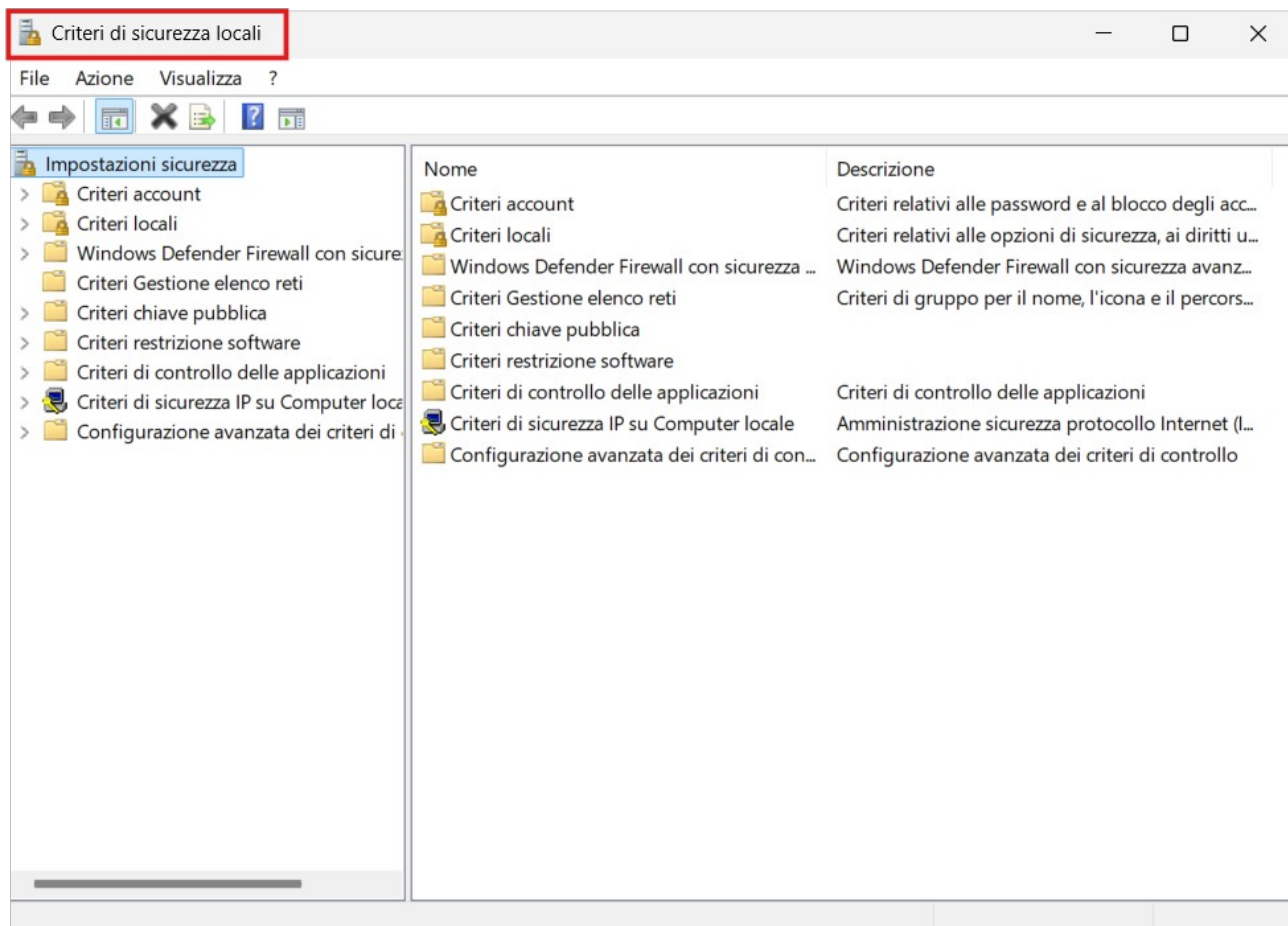 Criteri di sicurezza locali
File Azione Visualizza ?
Impostazioni sicurezza
Criteri account
Criteri locali
Windows Defender Firewall con sicure
Criteri Gestione elenco reti
Criteri chiave pubblica
Criteri restrizione software
Criteri di controllo delle applicazioni
Criteri di sicurezza IP su Computer loca
Configurazione avanzata dei criteri di
Nome Descrizione
Criteri account Criteri relativi alle password e al blocco degli acc...
Criteri locali Criteri relativi alle opzioni di sicurezza, ai diritti u...
Windows Defender Firewall con sicurezza ... Windows Defender Firewall con sicurezza avanz...
Criteri Gestione elenco reti Criteri di gruppo per il nome, l'icona e il percors...
Criteri chiave pubblica
Criteri restrizione software
Criteri di controllo delle applicazioni Criteri di controllo delle applicazioni
Criteri di sicurezza IP su Computer locale Amministrazione sicurezza protocollo Internet (I...
Configurazione avanzata dei criteri di con... Configurazione avanzata dei criteri di controllo